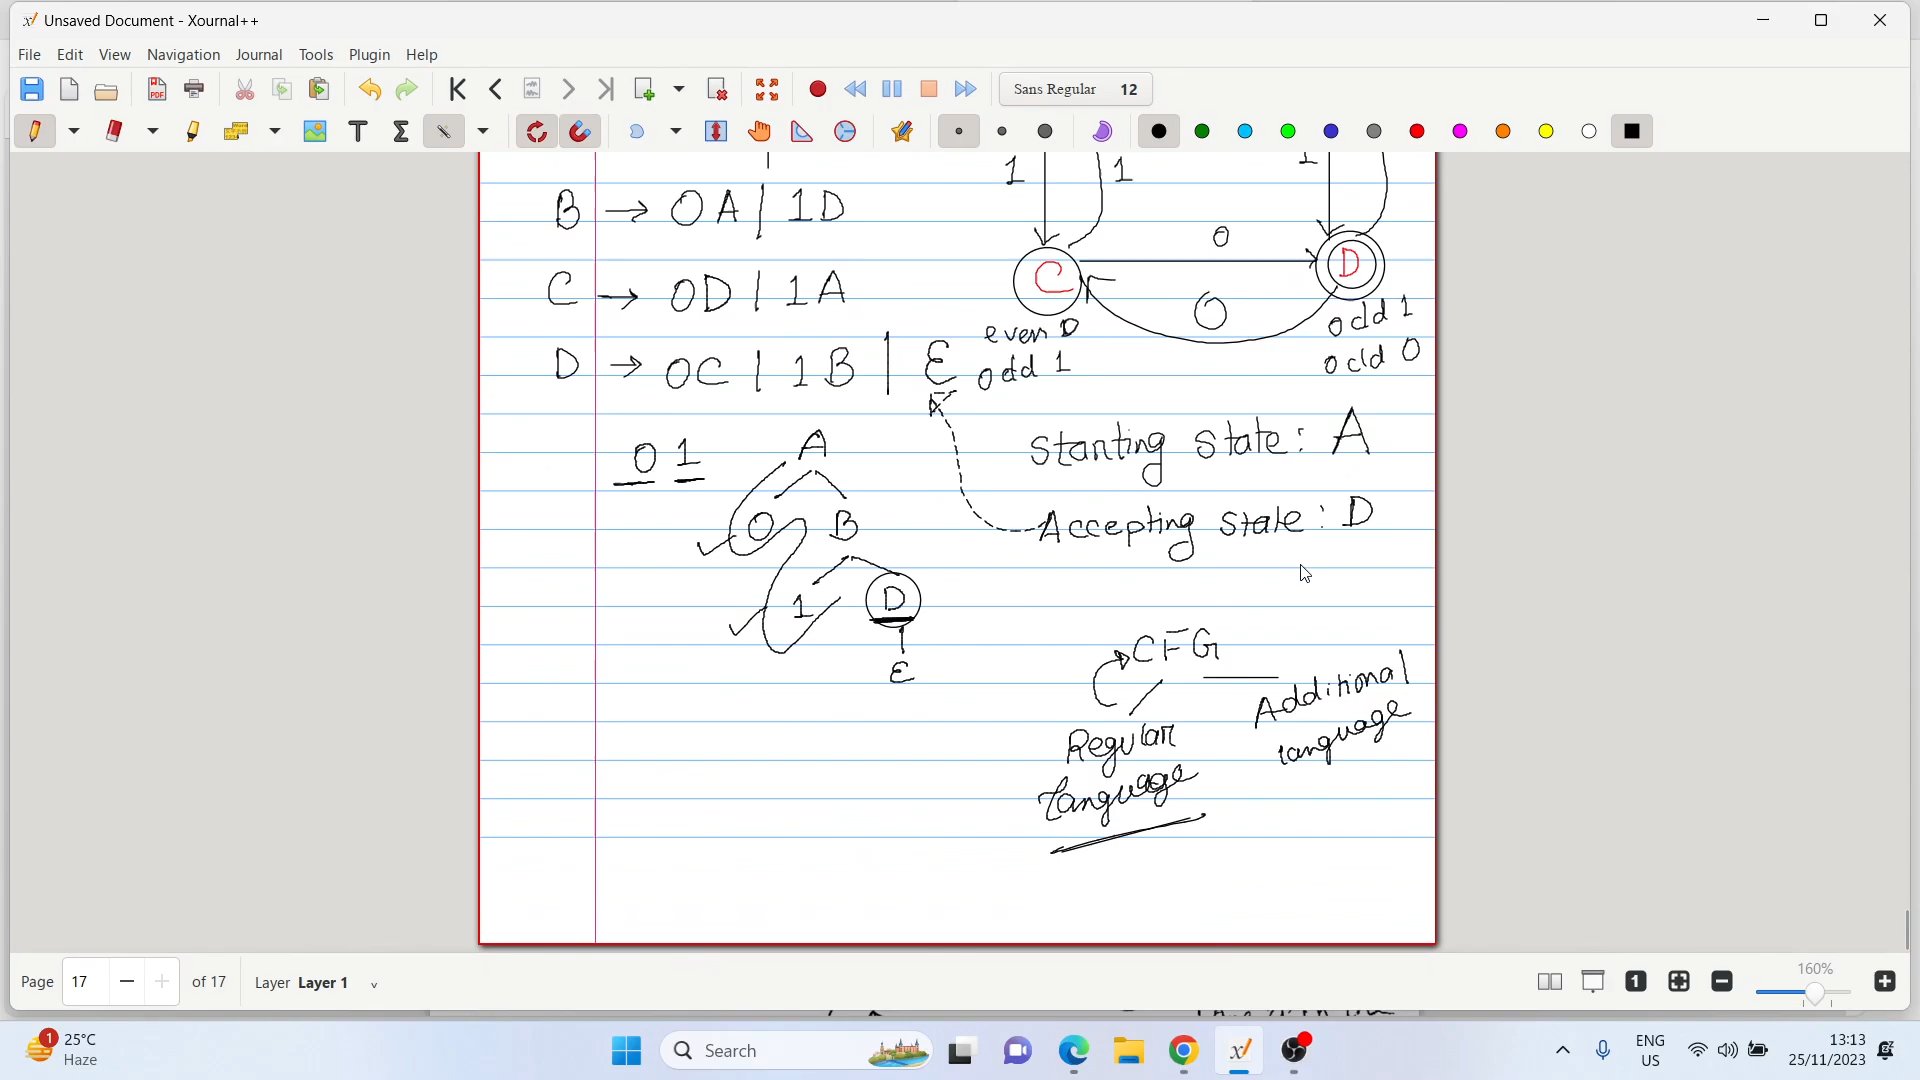 Unsaved Document - Xournal++
File Edit View Navigation Journal Tools Plugin Help
Sans Regular 12
1 1 1
B → 0A | 1D
0
C D
C → 0D | 1A
0
even 0
odd 1
odd 1
odd 0
D → 0C | 1B | ε
0 1
A
Starting state: A
0 B
Accepting state: D
1 D
ε
CFG
Additional
language
Regular
Language
Page 17 of 17 Layer Layer 1
160%
1
25°C
Haze
Search
ENG
US
13:13
25/11/2023